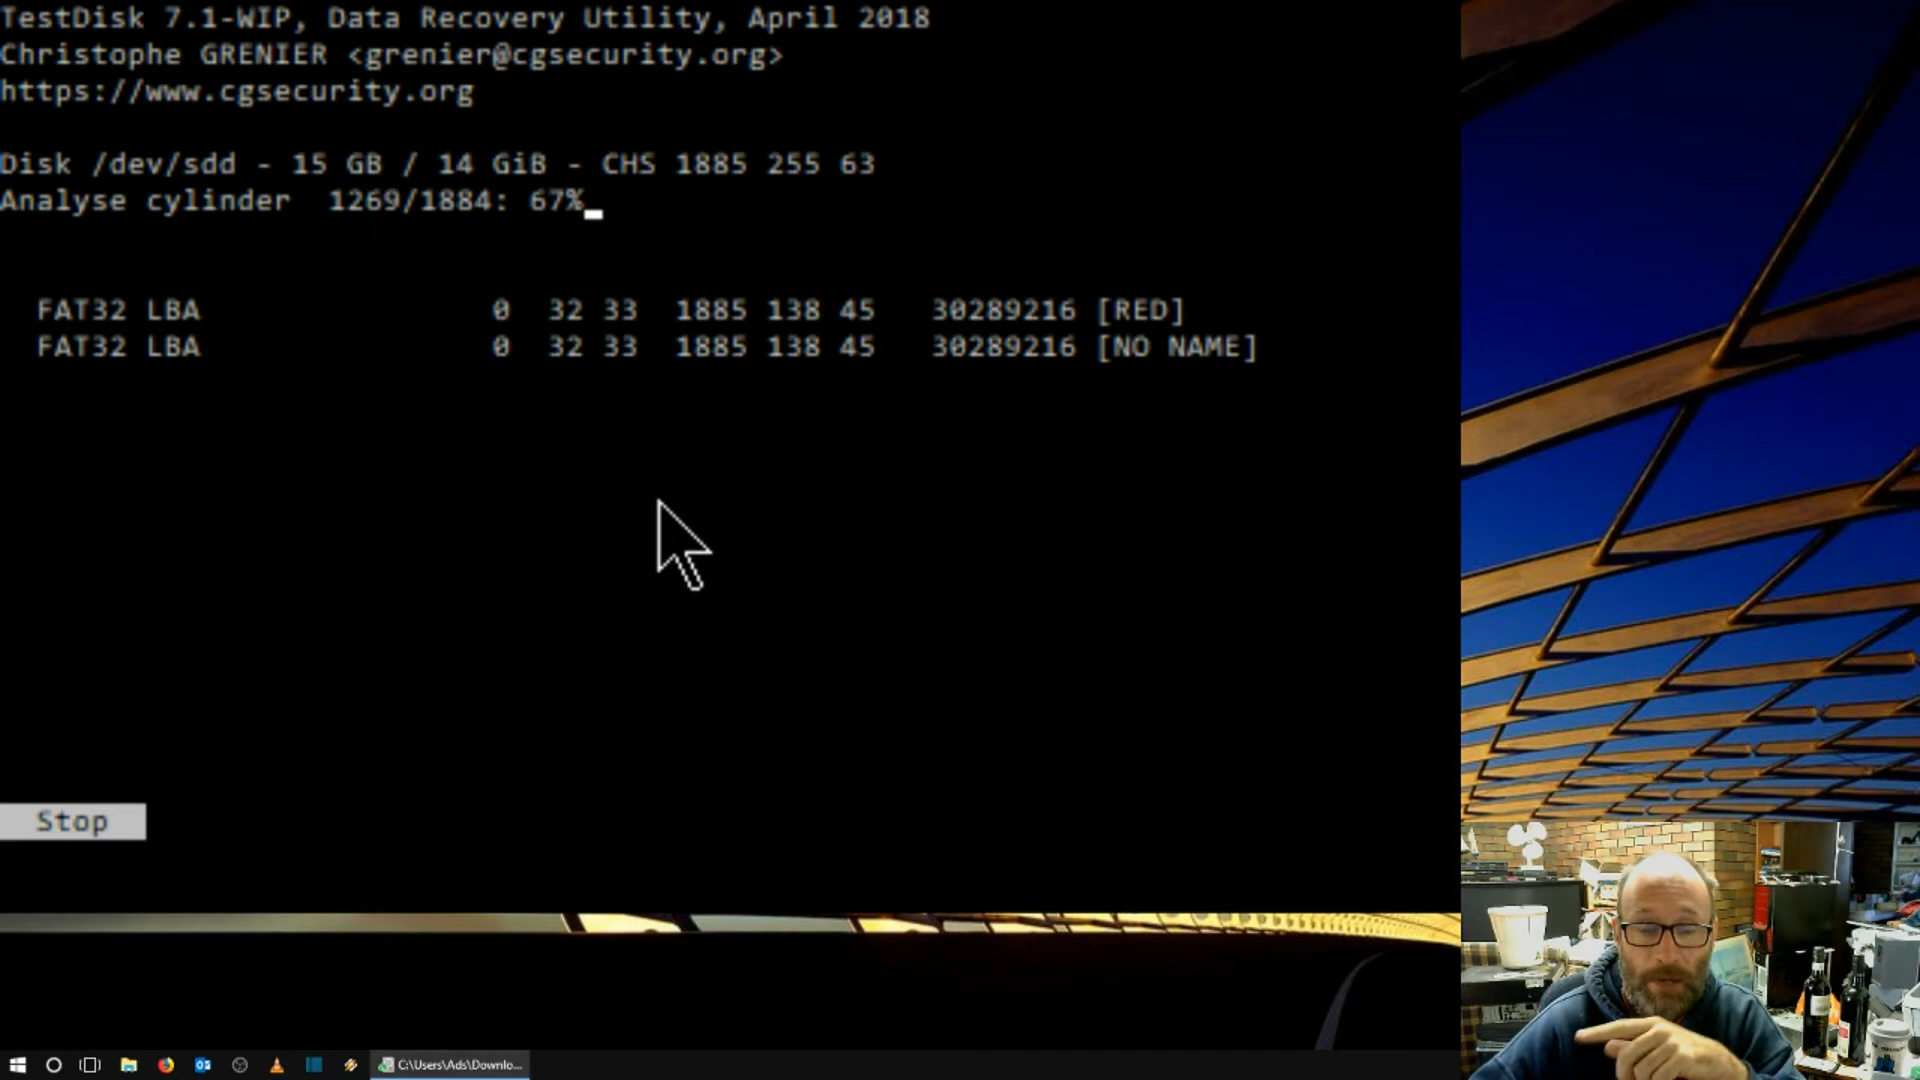 TestDisk 7.1-WIP, Data Recovery Utility, April 2018
Christophe GRENIER <grenier@cgsecurity.org>
https://www.cgsecurity.org
Disk /dev/sdd - 15 GB / 14 GiB - CHS 1885 255 63
Analyse cylinder 1269/1884: 67%
FAT32 LBA 0 32 33 1885 138 45 30289216 [RED]
FAT32 LBA 0 32 33 1885 138 45 30289216 [NO NAME]
Stop
C:\Users\Ads\Downlo...